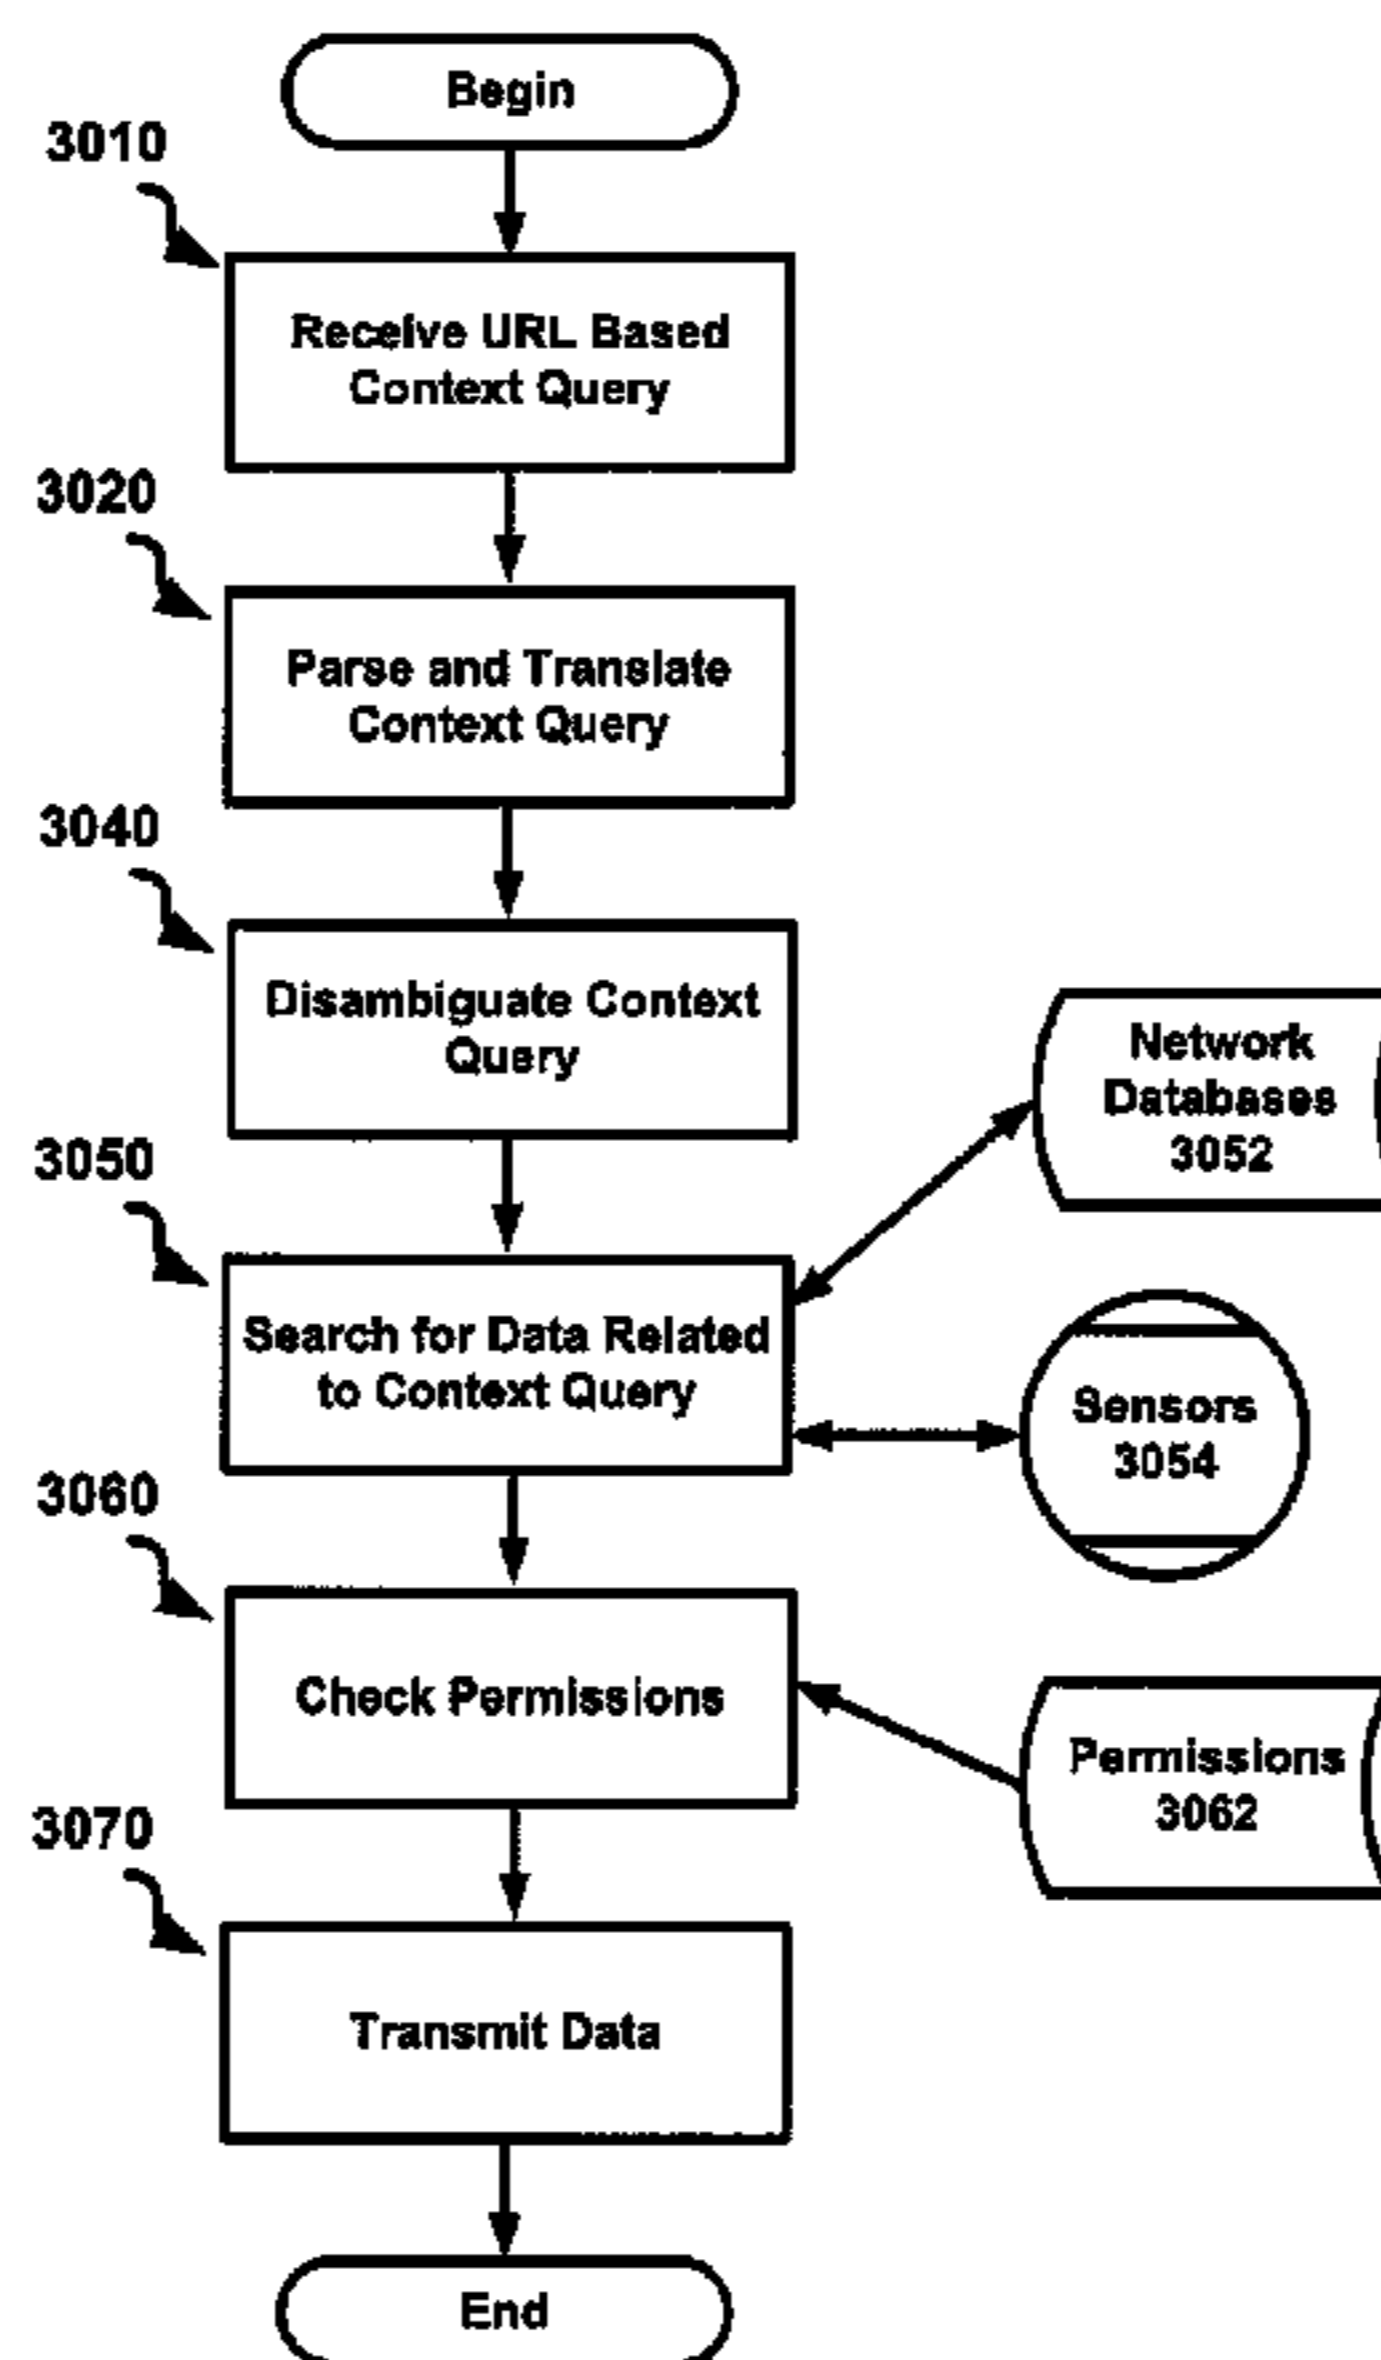 Begin
3010
Receive URL Based
Context Query
3020
Parse and Translate
Context Query
3040
Disambiguate Context
Query
3050
Search for Data Related
to Context Query
Network
Databases
3052
Sensors
3054
3060
Check Permissions
Permissions
3062
3070
Transmit Data
End